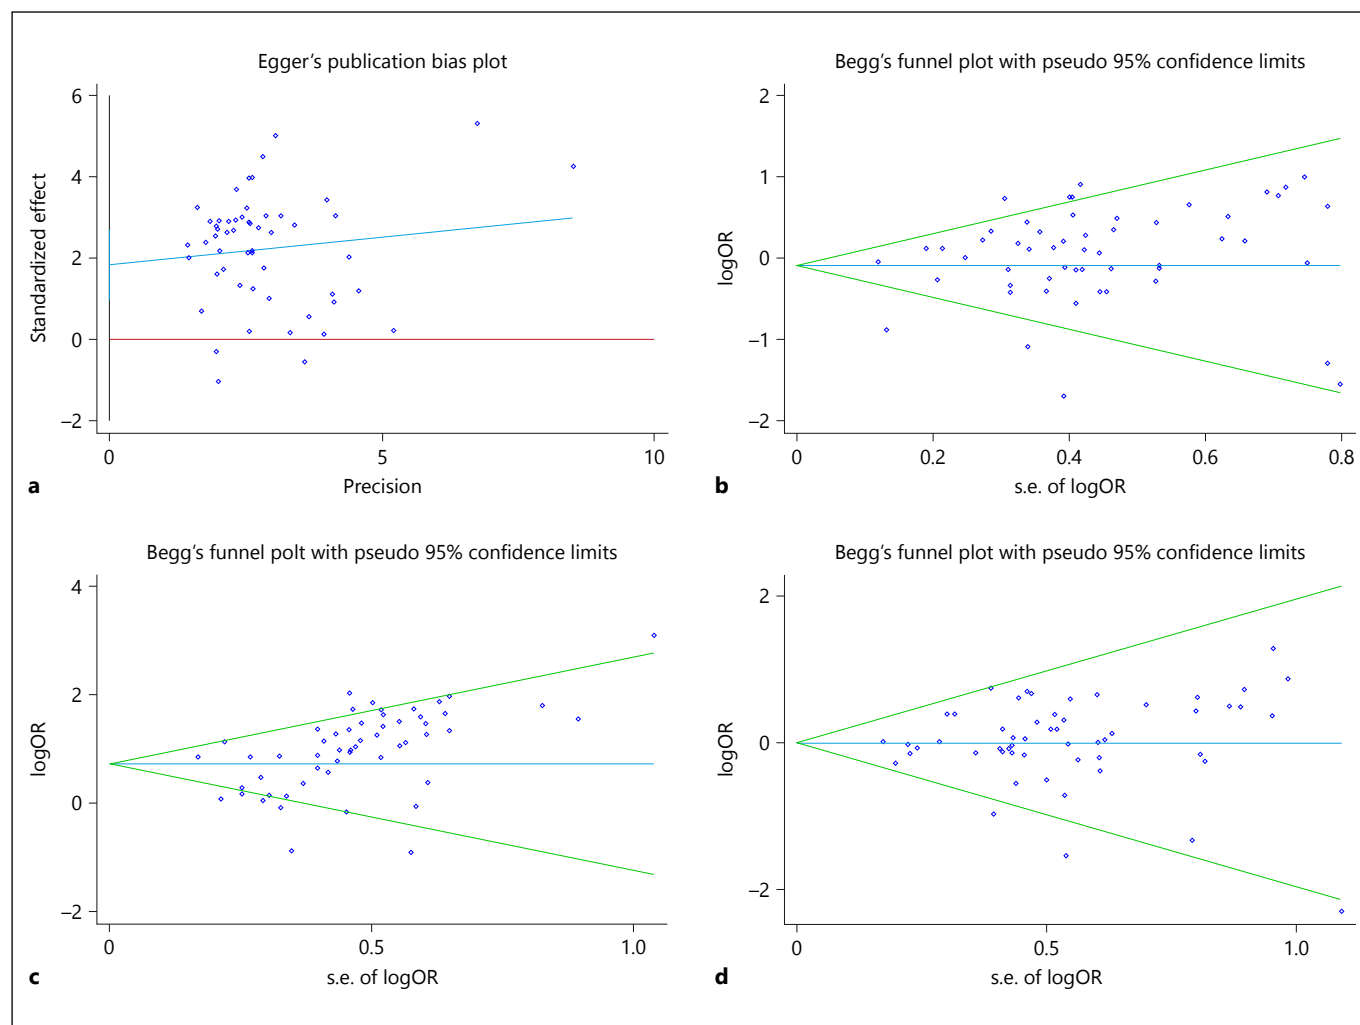 Egger's publication bias plot
6
4
2
0
−2
Standardized effect
0 5 10
Precision
a
Begg's funnel plot with pseudo 95% confidence limits
2
1
0
−1
−2
logOR
0 0.2 0.4 0.6 0.8
s.e. of logOR
b
Begg's funnel polt with pseudo 95% confidence limits
4
2
0
−2
logOR
0 0.5 1.0
s.e. of logOR
c
Begg's funnel plot with pseudo 95% confidence limits
2
0
−2
logOR
0 0.5 1.0
s.e. of logOR
d